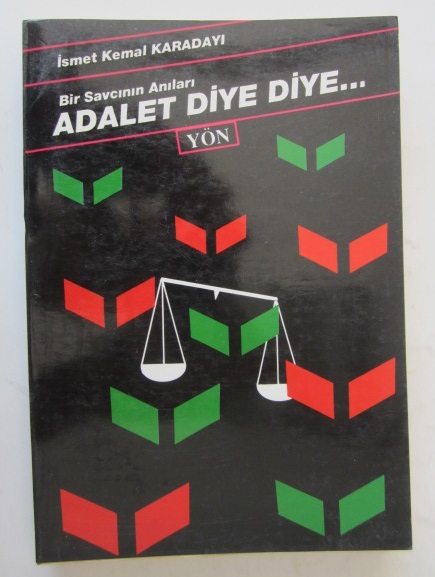 İsmet Kemal KARADAYI
Bir Savcının Anıları
ADALET DİYE DİYE...
YÖN